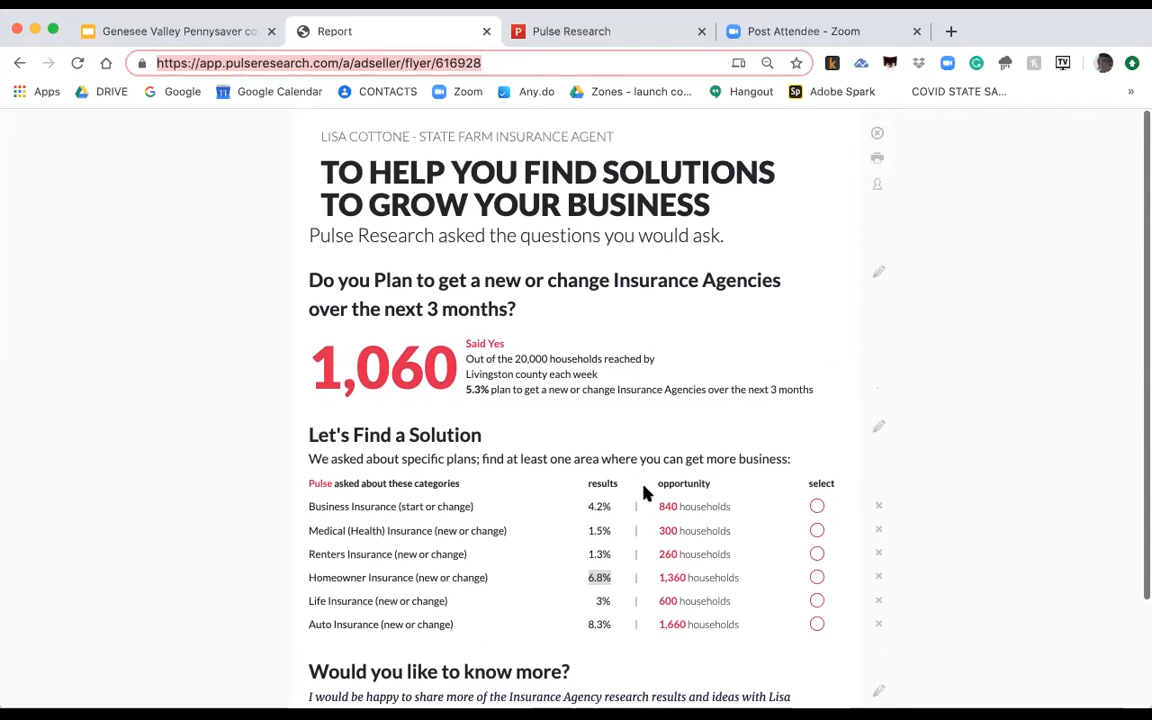 Genesee Valley Pennysaver co
Report
Pulse Research
Post Attendee - Zoom
https://app.pulseresearch.com/a/adseller/flyer/616928
Apps
DRIVE
Google
Google Calendar
CONTACTS
Zoom
Any.do
Zones - launch co...
Hangout
Adobe Spark
COVID STATE SA...
LISA COTTONE - STATE FARM INSURANCE AGENT
TO HELP YOU FIND SOLUTIONS
TO GROW YOUR BUSINESS
Pulse Research asked the questions you would ask.
Do you Plan to get a new or change Insurance Agencies
over the next 3 months?
1,060
Said Yes
Out of the 20,000 households reached by
Livingston county each week
5.3% plan to get a new or change Insurance Agencies over the next 3 months
Let's Find a Solution
We asked about specific plans; find at least one area where you can get more business:
Pulse asked about these categories results opportunity select
Business Insurance (start or change) 4.2% | 840 households
Medical (Health) Insurance (new or change) 1.5% | 300 households
Renters Insurance (new or change) 1.3% | 260 households
Homeowner Insurance (new or change) 6.8% | 1,360 households
Life Insurance (new or change) 3% | 600 households
Auto Insurance (new or change) 8.3% | 1,660 households
Would you like to know more?
I would be happy to share more of the Insurance Agency research results and ideas with Lisa